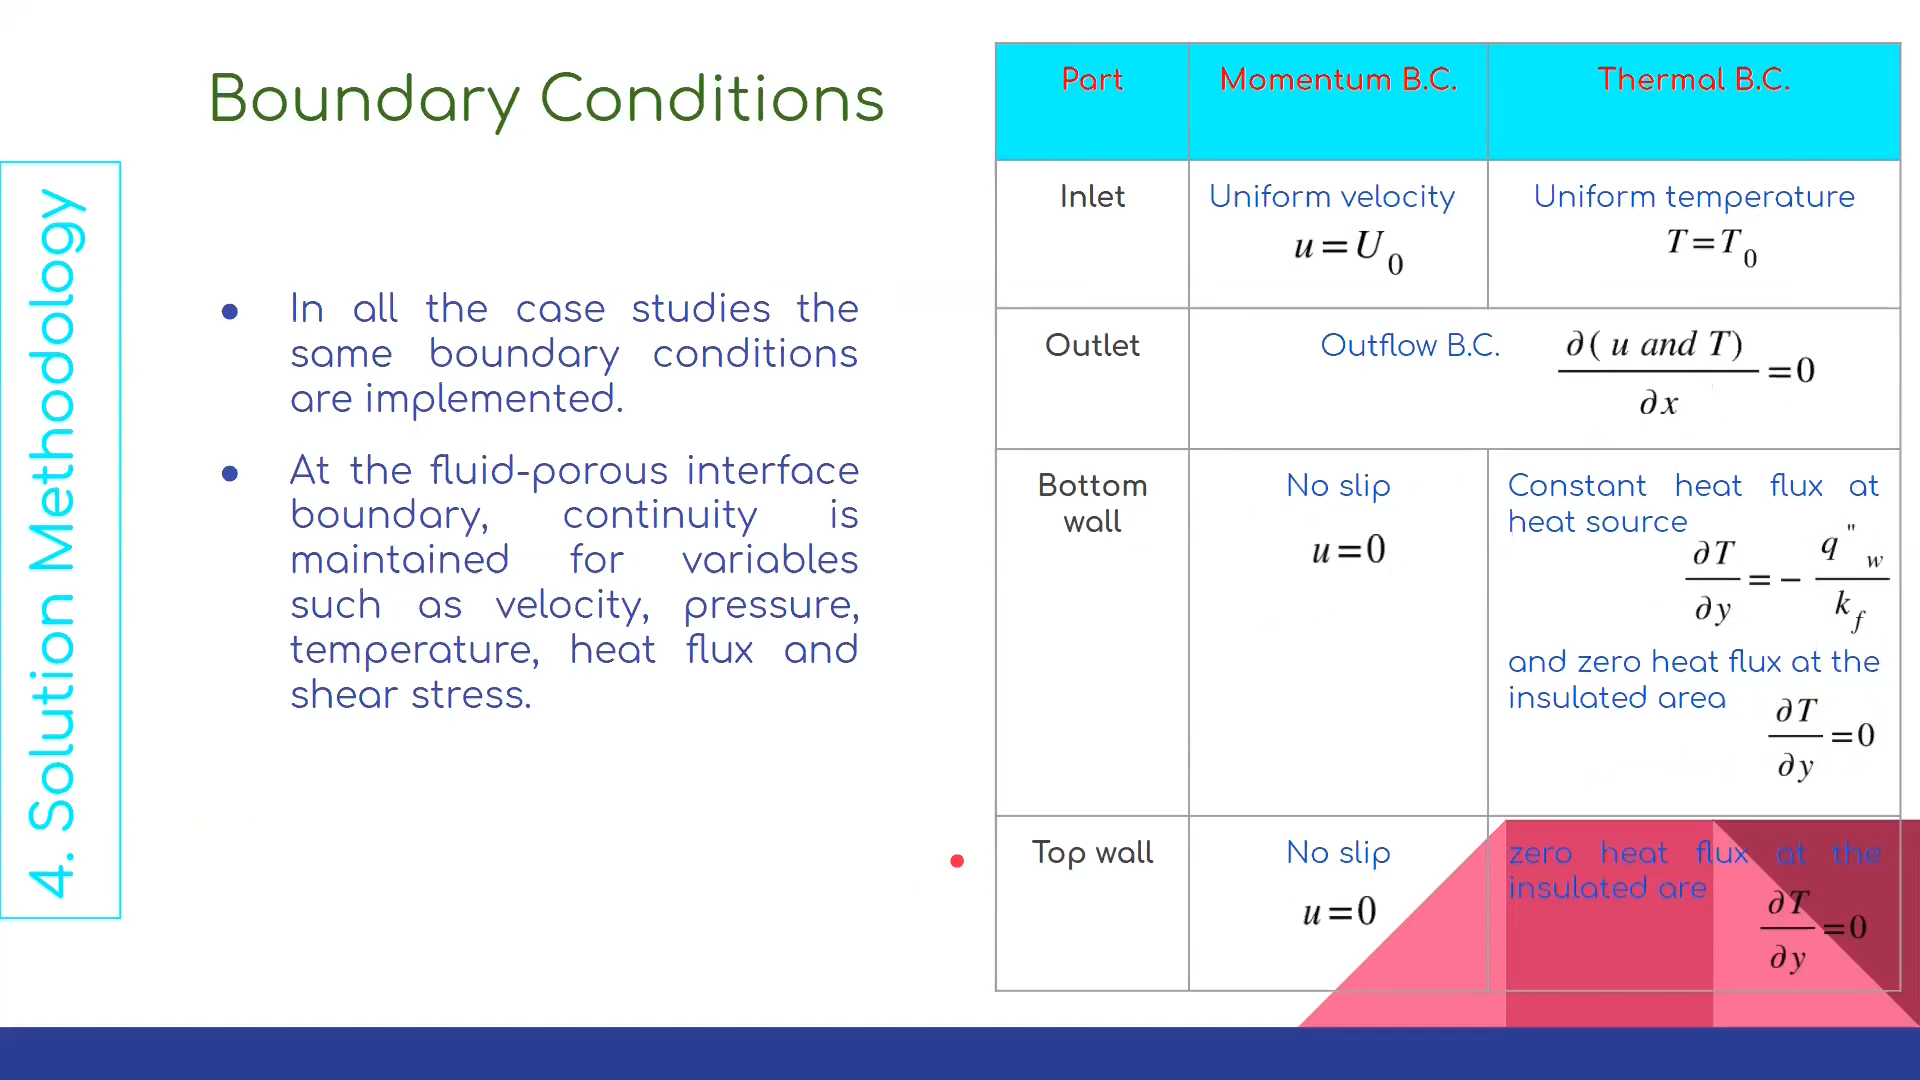 Boundary Conditions
4. Solution Methodology
● In all the case studies the
same boundary conditions
are implemented.
● At the fluid-porous interface
boundary, continuity is
maintained for variables
such as velocity, pressure,
temperature, heat flux and
shear stress.
Part Momentum B.C. Thermal B.C.
Inlet Uniform velocity Uniform temperature
u = U_0 T = T_0
Outlet Outflow B.C. ∂( u and T) / ∂x = 0
Bottom wall No slip
u = 0
Constant heat flux at
heat source
∂T/∂y = − q"_w / k_f
and zero heat flux at the
insulated area
∂T/∂y = 0
Top wall No slip
u = 0
zero heat flux at the
insulated are
∂T/∂y = 0